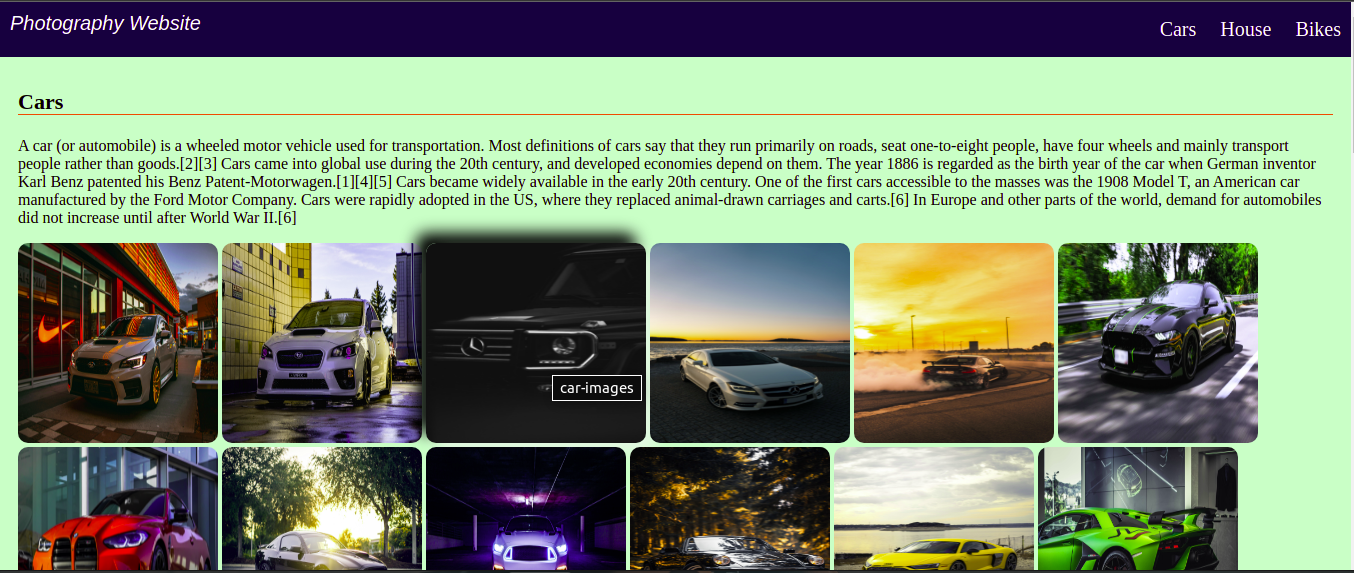 Photography Website
Cars House Bikes
Cars
A car (or automobile) is a wheeled motor vehicle used for transportation. Most definitions of cars say that they run primarily on roads, seat one-to-eight people, have four wheels and mainly transport
people rather than goods.[2][3] Cars came into global use during the 20th century, and developed economies depend on them. The year 1886 is regarded as the birth year of the car when German inventor
Karl Benz patented his Benz Patent-Motorwagen.[1][4][5] Cars became widely available in the early 20th century. One of the first cars accessible to the masses was the 1908 Model T, an American car
manufactured by the Ford Motor Company. Cars were rapidly adopted in the US, where they replaced animal-drawn carriages and carts.[6] In Europe and other parts of the world, demand for automobiles
did not increase until after World War II.[6]
car-images